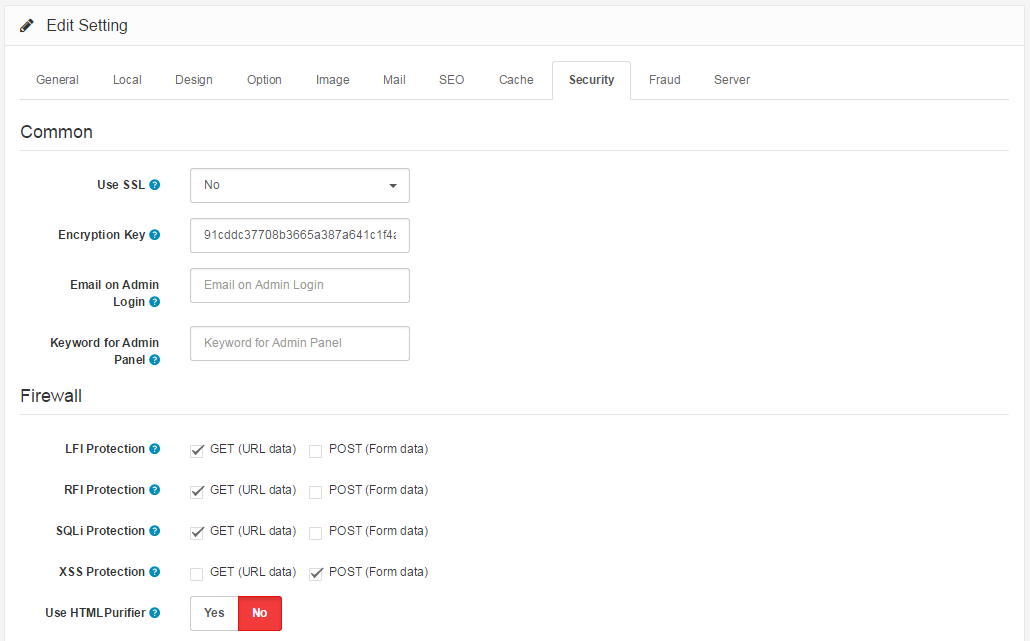 Edit Setting
General Local Design Option Image Mail SEO Cache Security Fraud Server
Common
Use SSL ? No
Encryption Key ? 91cddc37708b3665a387a641c1f4a
Email on Admin Email on Admin Login
Login ?
Keyword for Admin Keyword for Admin Panel
Panel ?
Firewall
LFI Protection ? GET (URL data) POST (Form data)
RFI Protection ? GET (URL data) POST (Form data)
SQLi Protection ? GET (URL data) POST (Form data)
XSS Protection ? GET (URL data) POST (Form data)
Use HTMLPurifier ? Yes No